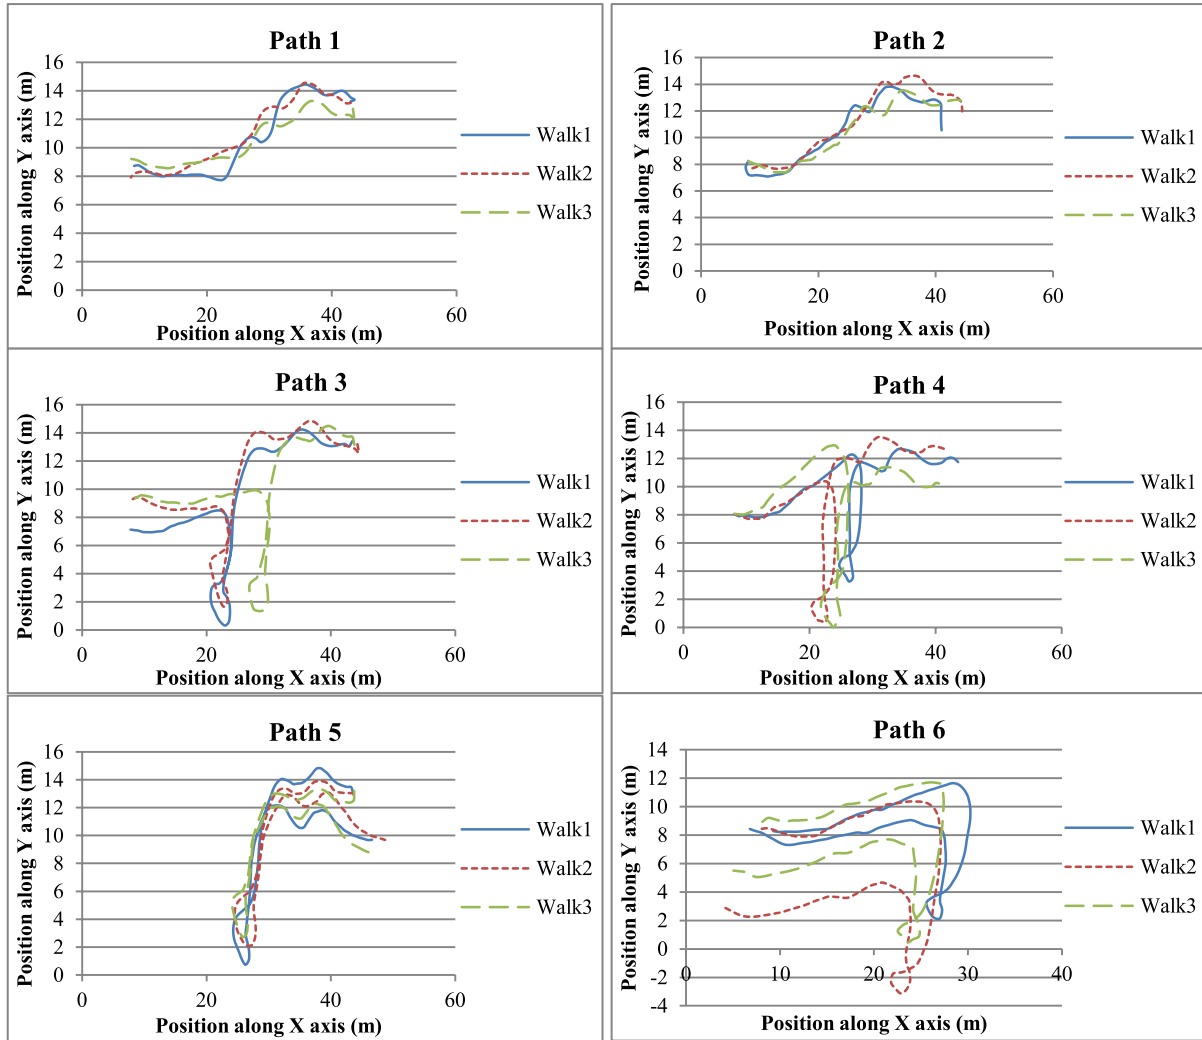 Path 1
Position along Y axis (m)
16
14
12
10
8
6
4
2
0
0 20 40 60
Position along X axis (m)
Walk1
Walk2
Walk3
Path 2
Position along Y axis (m)
16
14
12
10
8
6
4
2
0
0 20 40 60
Position along X axis (m)
Walk1
Walk2
Walk3
Path 3
Position along Y axis (m)
16
14
12
10
8
6
4
2
0
0 20 40 60
Position along X axis (m)
Walk1
Walk2
Walk3
Path 4
Position along Y axis (m)
16
14
12
10
8
6
4
2
0
0 20 40 60
Position along X axis (m)
Walk1
Walk2
Walk3
Path 5
Position along Y axis (m)
16
14
12
10
8
6
4
2
0
0 20 40 60
Position along X axis (m)
Walk1
Walk2
Walk3
Path 6
Position along Y axis (m)
14
12
10
8
6
4
2
0
-2
-4
0 10 20 30 40
Position along X axis (m)
Walk1
Walk2
Walk3